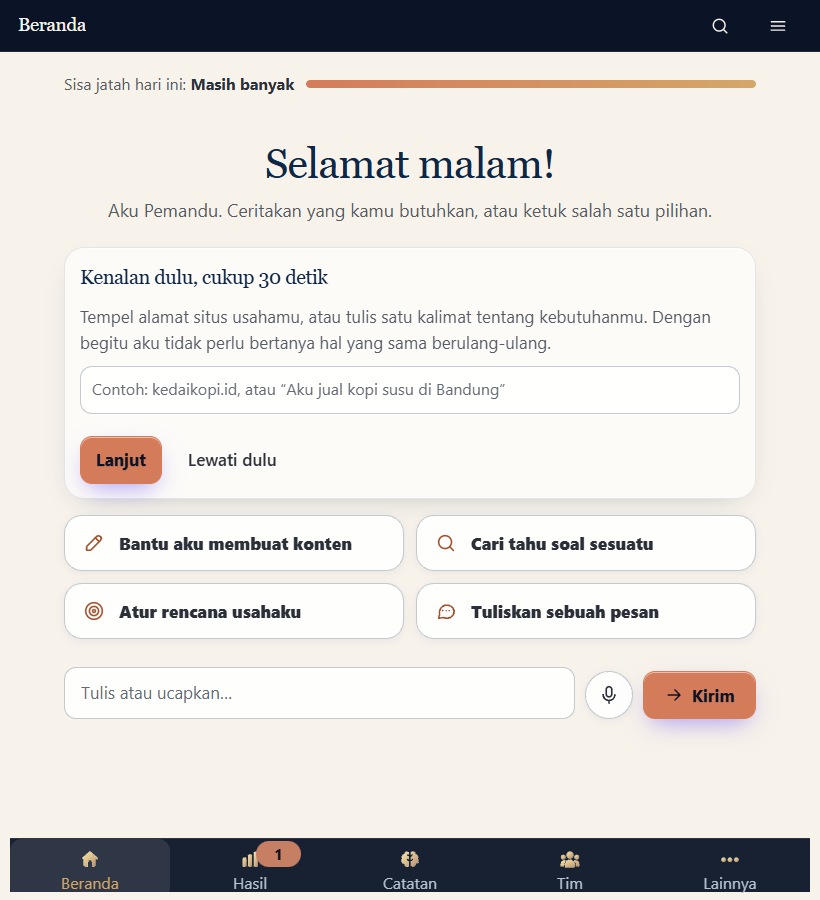 Beranda
Sisa jatah hari ini: Masih banyak
Selamat malam!
Aku Pemandu. Ceritakan yang kamu butuhkan, atau ketuk salah satu pilihan.
Kenalan dulu, cukup 30 detik
Tempel alamat situs usahamu, atau tulis satu kalimat tentang kebutuhanmu. Dengan
begitu aku tidak perlu bertanya hal yang sama berulang-ulang.
Contoh: kedaikopi.id, atau “Aku jual kopi susu di Bandung”
Lanjut
Lewati dulu
Bantu aku membuat konten
Cari tahu soal sesuatu
Atur rencana usahaku
Tuliskan sebuah pesan
Tulis atau ucapkan...
Kirim
1
Beranda
Hasil
Catatan
Tim
Lainnya